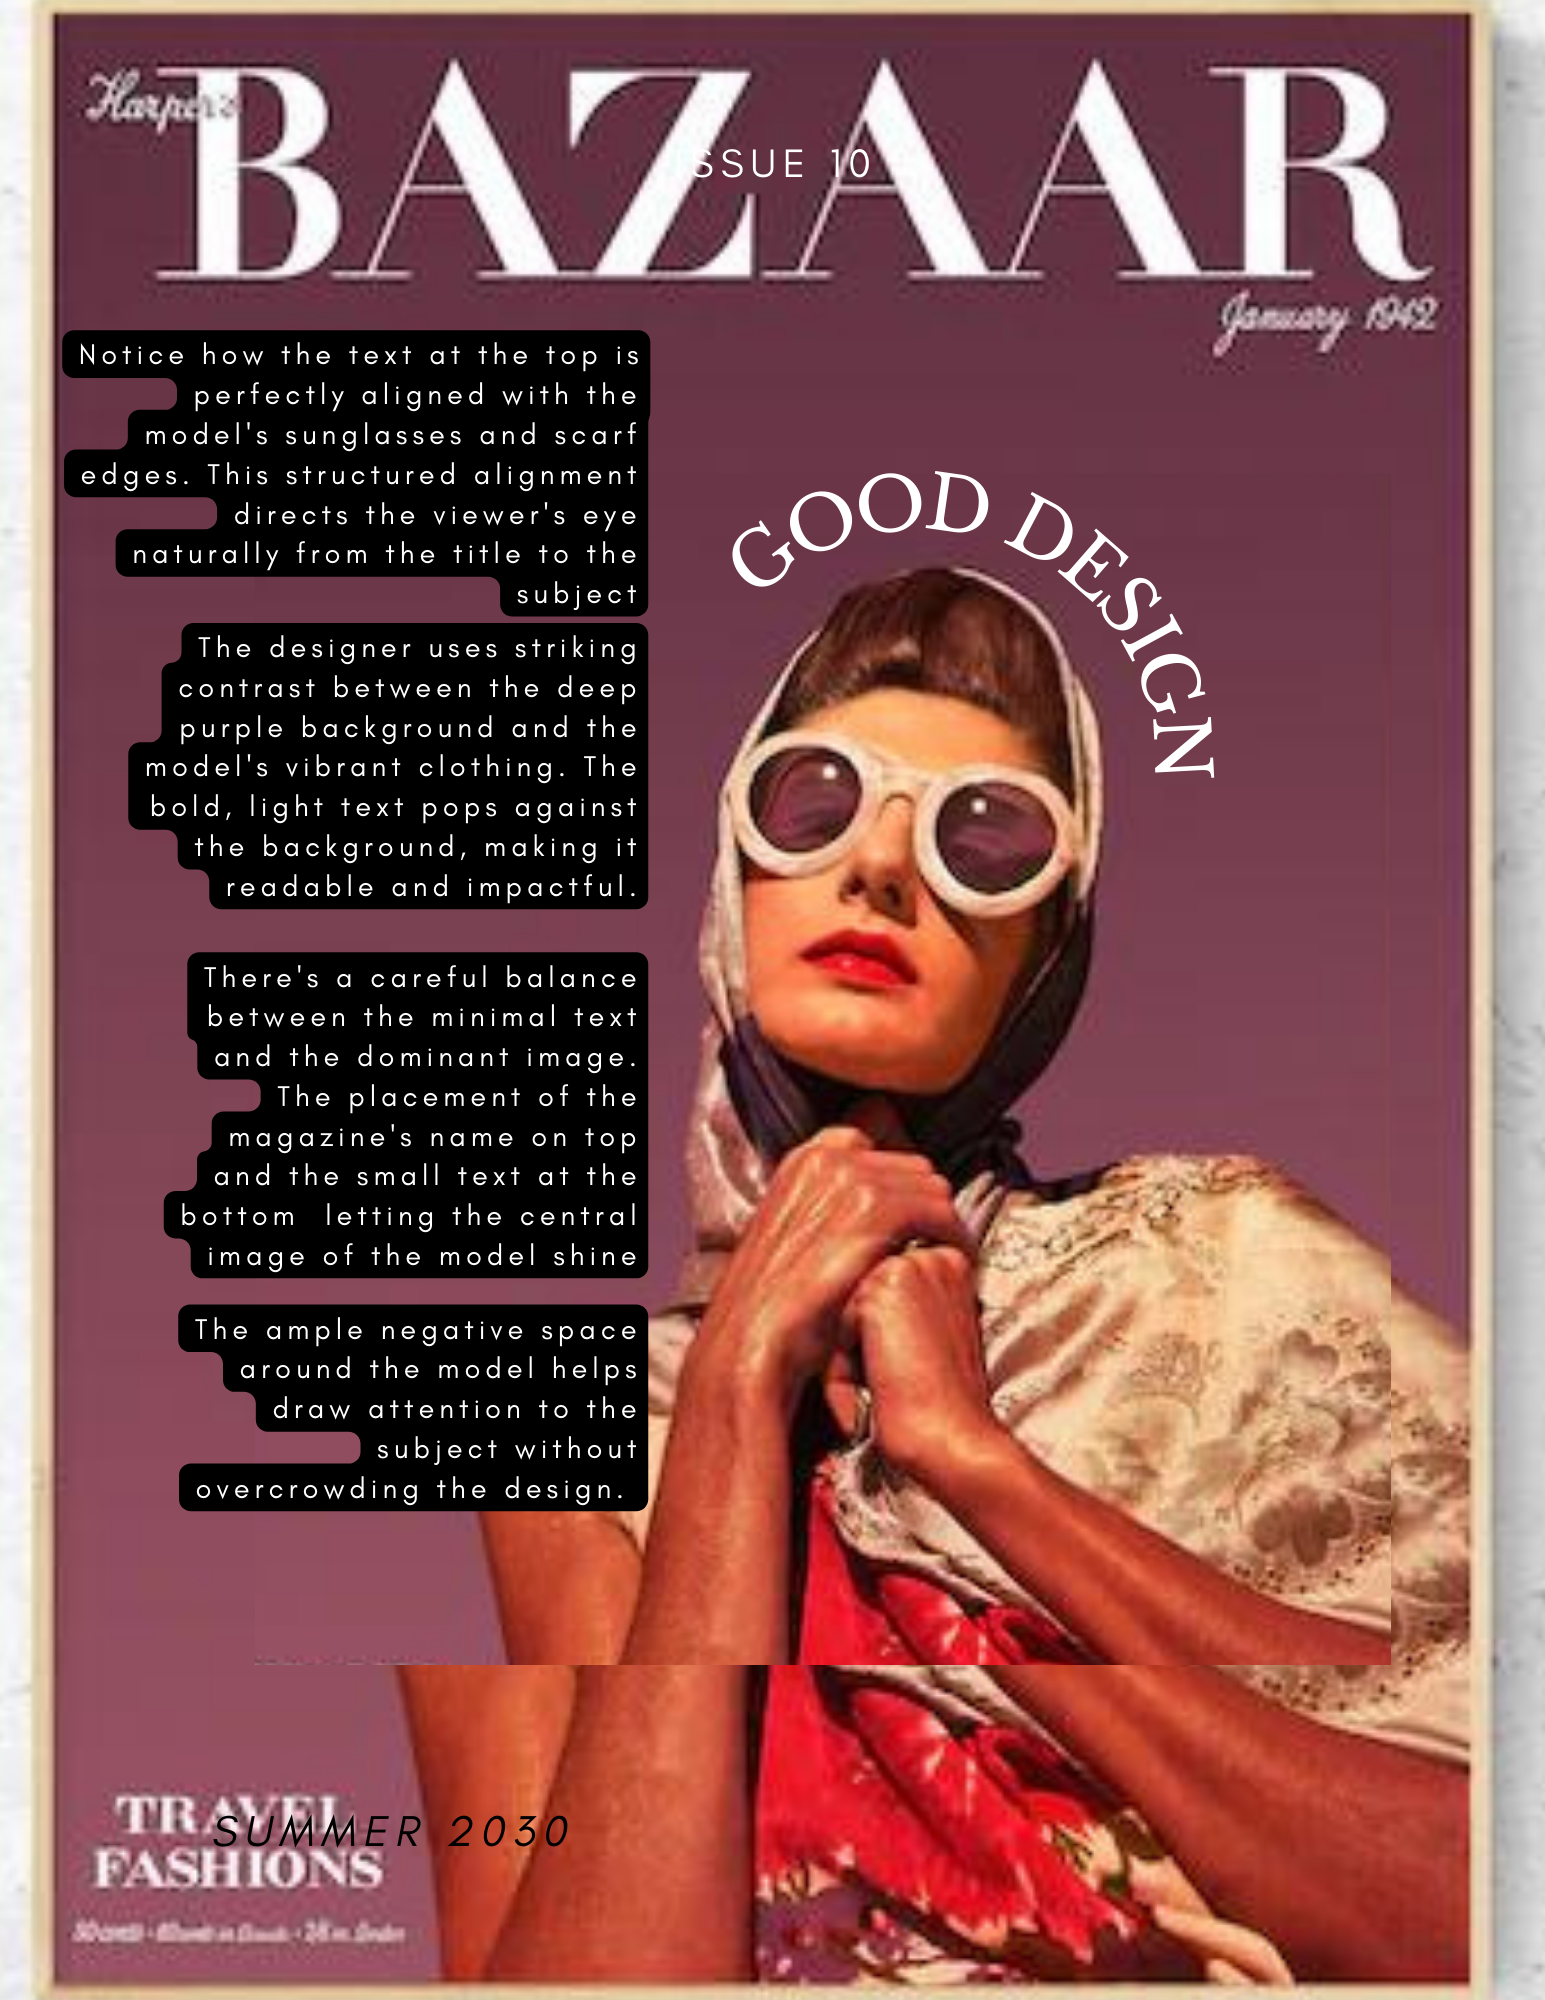 Harper's
BAZAAR
ISSUE 10
January 1942
Notice how the text at the top is
perfectly aligned with the
model's sunglasses and scarf
edges. This structured alignment
directs the viewer's eye
naturally from the title to the
subject
The designer uses striking
contrast between the deep
purple background and the
model's vibrant clothing. The
bold, light text pops against
the background, making it
readable and impactful.
There's a careful balance
between the minimal text
and the dominant image.
The placement of the
magazine's name on top
and the small text at the
bottom  letting the central
image of the model shine
The ample negative space
around the model helps
draw attention to the
subject without
overcrowding the design.
GOOD DESIGN
TRAVEL
SUMMER 2030
FASHIONS